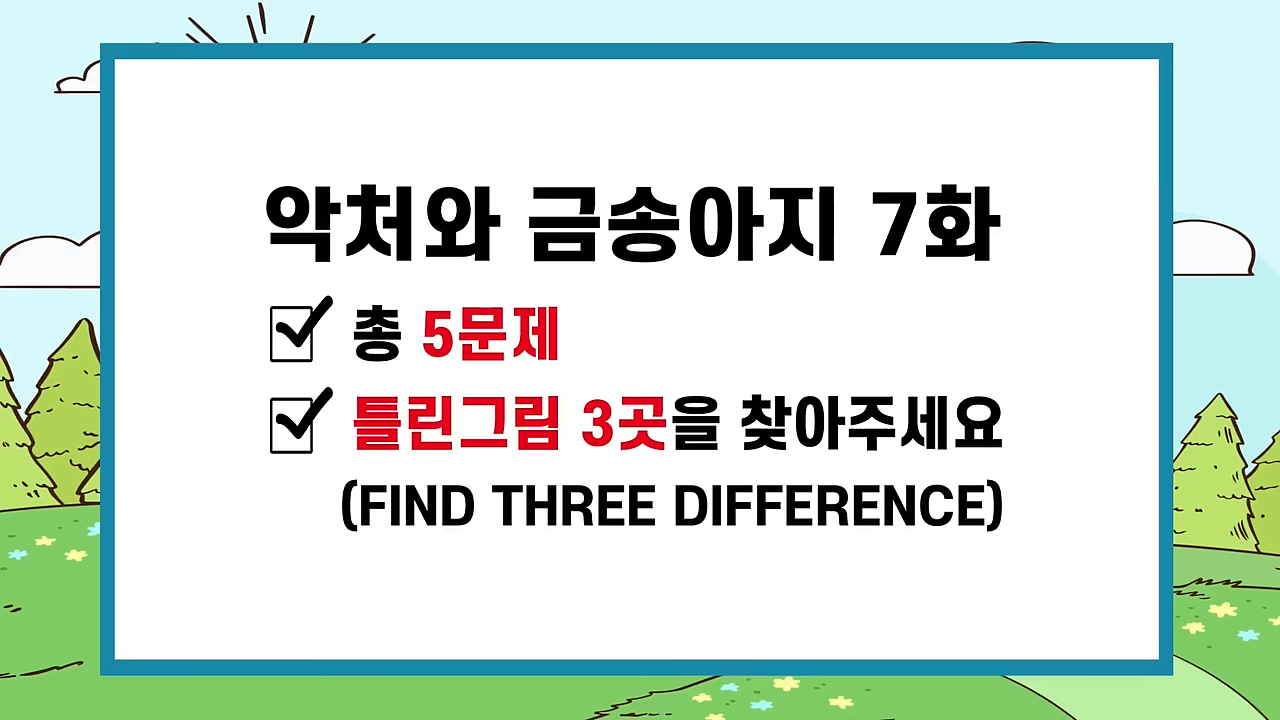 악처와 금송아지 7화
총 5문제
틀린그림 3곳을 찾아주세요
(FIND THREE DIFFERENCE)